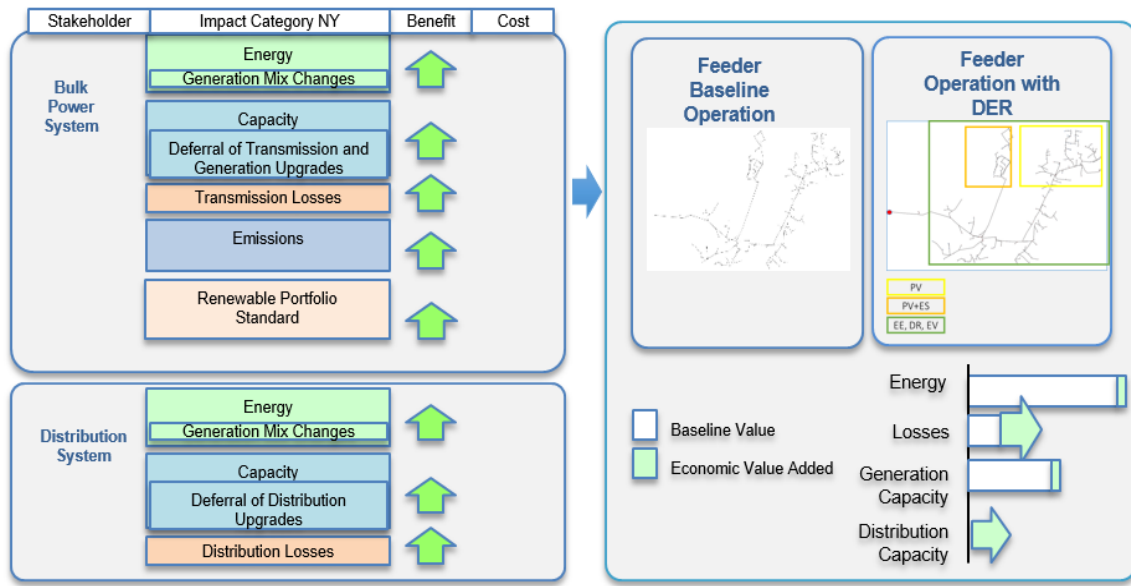 Stakeholder
Impact Category NY
Benefit
Cost
Bulk
Power
System
Energy
Generation Mix Changes
Capacity
Deferral of Transmission and
Generation Upgrades
Transmission Losses
Emissions
Renewable Portfolio
Standard
Distribution
System
Energy
Generation Mix Changes
Capacity
Deferral of Distribution
Upgrades
Distribution Losses
Feeder
Baseline
Operation
Feeder
Operation with
DER
PV
PV+ES
EE, DR, EV
Baseline Value
Economic Value Added
Energy
Losses
Generation
Capacity
Distribution
Capacity